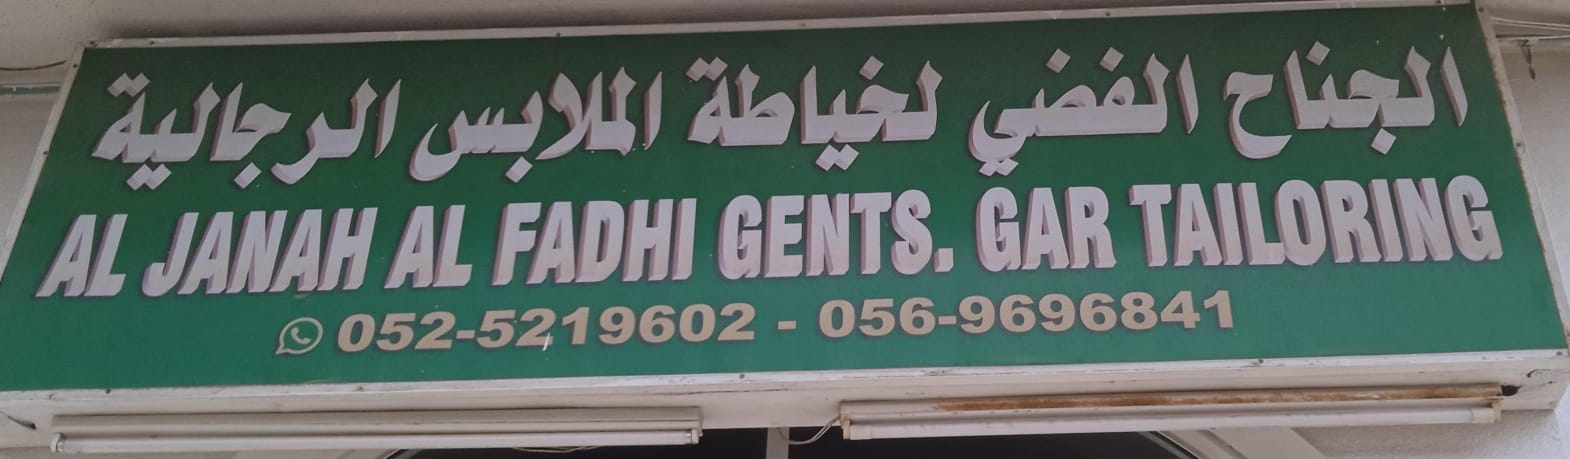 الجناح الفضي لخياطة الملابس الرجالية
AL JANAH AL FADHI GENTS. GAR TAILORING
052-5219602 - 056-9696841